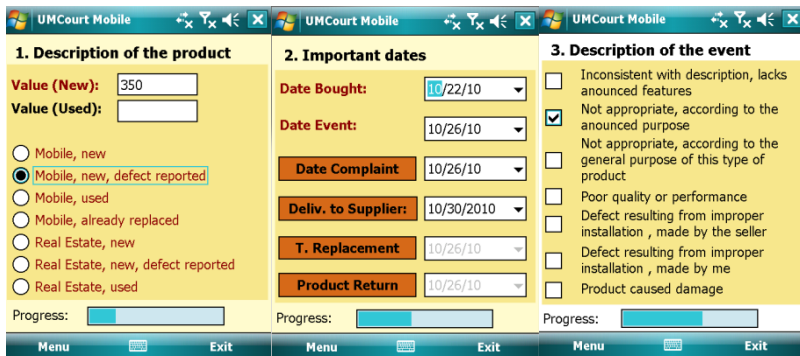 UMCourt Mobile
1. Description of the product
Value (New):
350
Value (Used):
Mobile, new
Mobile, new, defect reported
Mobile, used
Mobile, already replaced
Real Estate, new
Real Estate, new, defect reported
Real Estate, used
Progress:
Menu
Exit
UMCourt Mobile
2. Important dates
Date Bought:
10/22/10
Date Event:
10/26/10
Date Complaint
10/26/10
Deliv. to Supplier:
10/30/2010
T. Replacement
10/26/10
Product Return
10/26/10
Progress:
Menu
Exit
UMCourt Mobile
3. Description of the event
Inconsistent with description, lacks
anounced features
Not appropriate, according to the
anounced purpose
Not appropriate, according to the
general purpose of this type of
product
Poor quality or performance
Defect resulting from improper
installation , made by the seller
Defect resulting from improper
installation , made by me
Product caused damage
Progress:
Menu
Exit